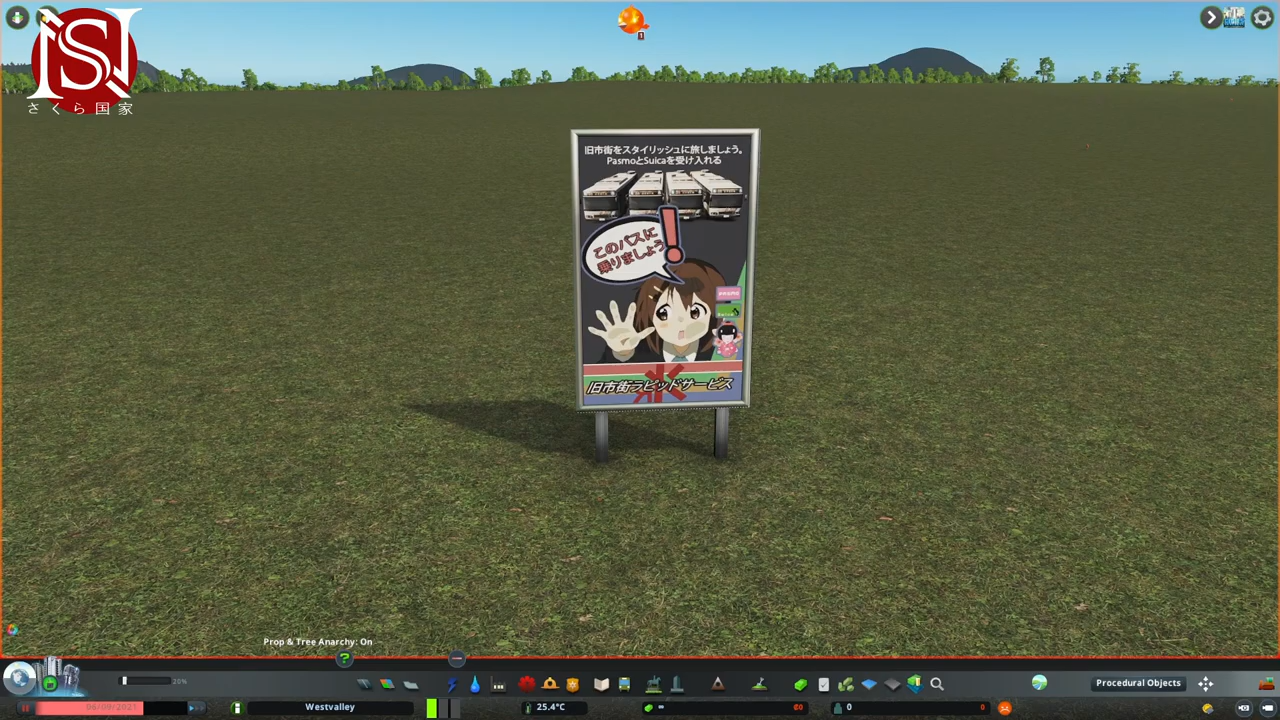 さくら国家
旧市街をスタイリッシュに旅しましょう。
PasmoとSuicaを受け入れる
このバスに
乗りましょう
!
旧市街ラピッドサービス
Prop & Tree Anarchy: On
20%
Procedural Objects
06/09/2021
Westvalley
25.4°C
∞
₡0
0
0